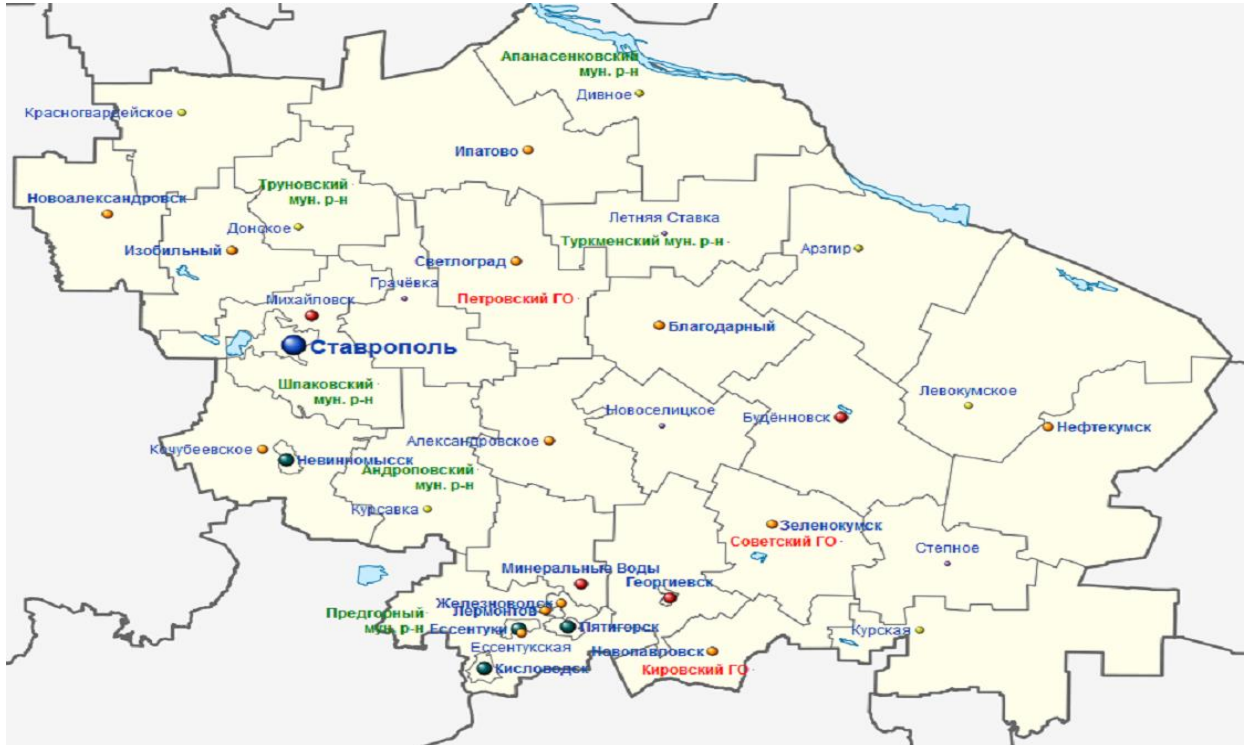 Апанасенковский
мун. р-н
Дивное
Красногвардейское
Ипатово
Труновский
мун. р-н
Новоалександровск
Летняя Ставка
Донское
Туркменский мун. р-н
Изобильный
Арзгир
Светлоград
Грачёвка
Петровский ГО
Михайловск
Благодарный
Ставрополь
Шпаковский
мун. р-н
Левокумское
Новоселицкое
Будённовск
Нефтекумск
Александровское
Кочубеевское
Невинномысск
Андроповский
мун. р-н
Курсавка
Зеленокумск
Советский ГО
Степное
Минеральные Воды
Георгиевск
Железноводск
Лермонтов
Предгорный
мун. р-н
Ессентуки
Пятигорск
Курская
Ессентукская
Новопавровск
Кисловодск
Кировский ГО